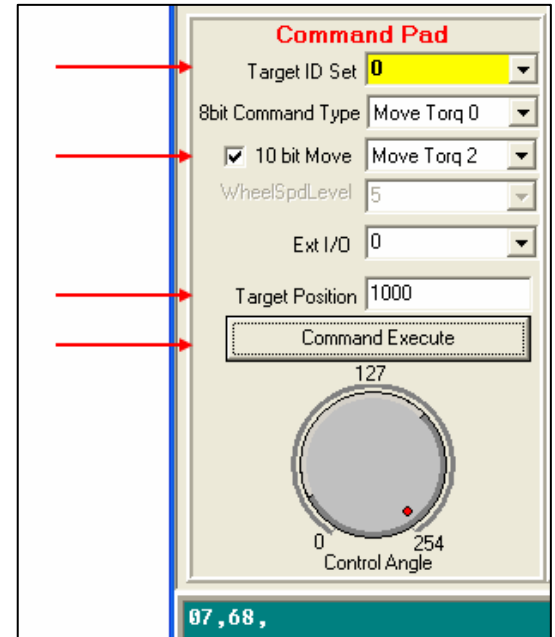 Command Pad
Target ID Set 0
8bit Command Type Move Torq 0
10 bit Move Move Torq 2
WheelSpdLevel 5
Ext I/O 0
Target Position 1000
Command Execute
127
0 254
Control Angle
07,68,